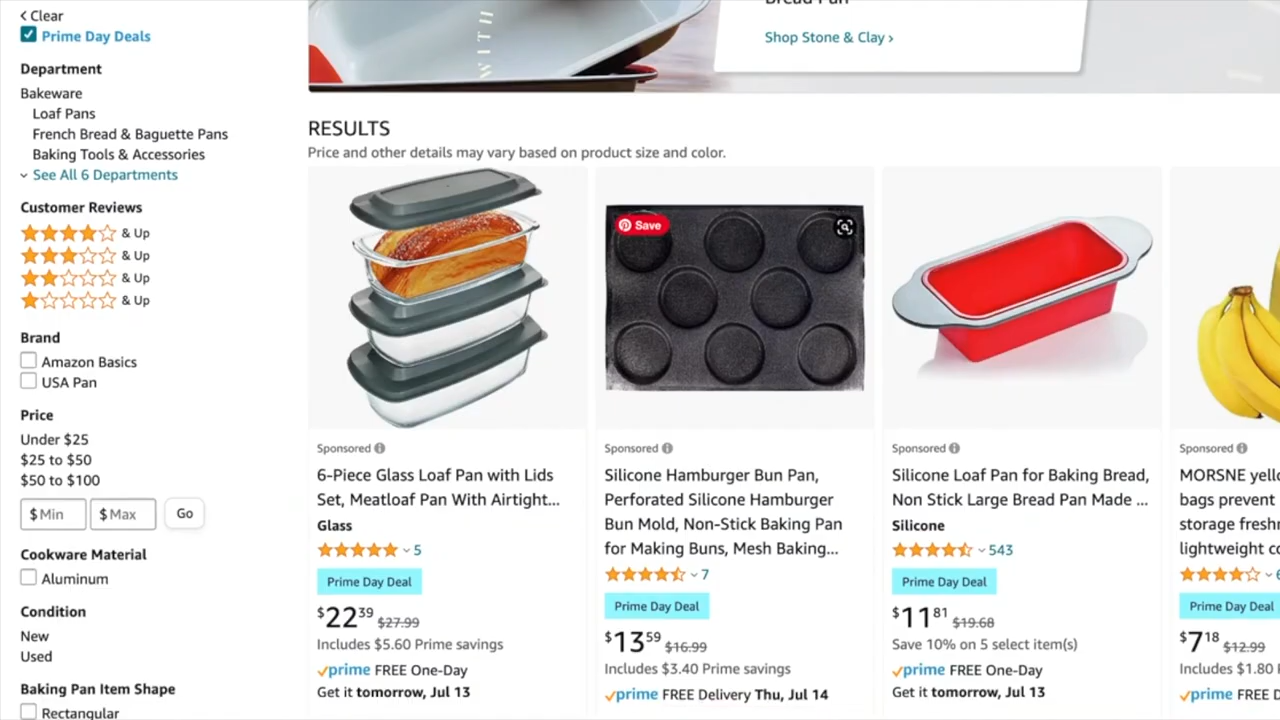 Clear
Prime Day Deals
Department
Bakeware
Loaf Pans
French Bread & Baguette Pans
Baking Tools & Accessories
See All 6 Departments
Customer Reviews
& Up
& Up
& Up
& Up
Brand
Amazon Basics
USA Pan
Price
Under $25
$25 to $50
$50 to $100
$ Min $ Max Go
Cookware Material
Aluminum
Condition
New
Used
Baking Pan Item Shape
Rectangular
WITH
Bread Pan
Shop Stone & Clay ›
RESULTS
Price and other details may vary based on product size and color.
Sponsored
6-Piece Glass Loaf Pan with Lids
Set, Meatloaf Pan With Airtight...
Glass
5
Prime Day Deal
$22 39 $27.99
Includes $5.60 Prime savings
prime FREE One-Day
Get it tomorrow, Jul 13
Save
Sponsored
Silicone Hamburger Bun Pan,
Perforated Silicone Hamburger
Bun Mold, Non-Stick Baking Pan
for Making Buns, Mesh Baking...
7
Prime Day Deal
$13 59 $16.99
Includes $3.40 Prime savings
prime FREE Delivery Thu, Jul 14
Sponsored
Silicone Loaf Pan for Baking Bread,
Non Stick Large Bread Pan Made ...
Silicone
543
Prime Day Deal
$11 81 $19.68
Save 10% on 5 select item(s)
prime FREE One-Day
Get it tomorrow, Jul 13
Sponsored
MORSNE
bags prevent
storage
lightweight
Prime Day Deal
$7 18 $12.99
Includes $1.80
prime FREE